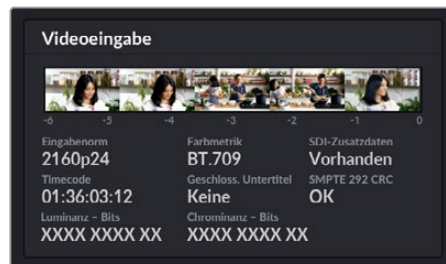 Videoeingabe
-6 -5 -4 -3 -2 -1 0
Eingabenorm Farbmetrik SDI-Zusatzdaten
2160p24 BT.709 Vorhanden
Timecode Geschloss. Untertitel SMPTE 292 CRC
01:36:03:12 Keine OK
Luminanz – Bits Chrominanz – Bits
XXXX XXXX XX XXXX XXXX XX